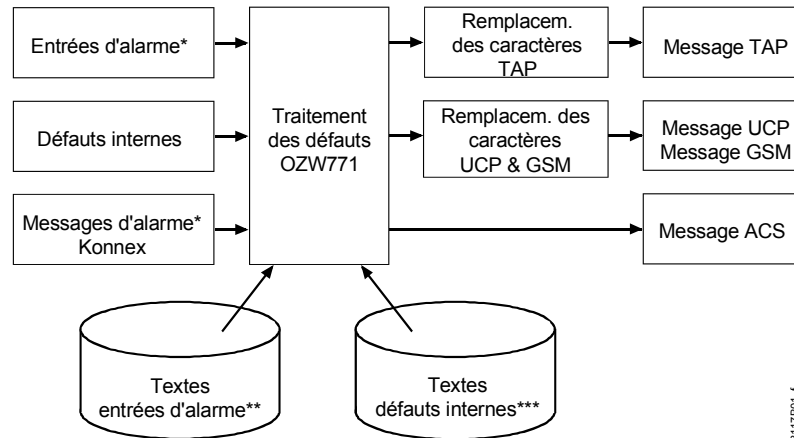 Entrées d'alarme*
Défauts internes
Messages d'alarme*
Konnex
Traitement
des défauts
OZW771
Remplacem.
des caractères
TAP
Remplacem. des
caractères
UCP & GSM
Message TAP
Message UCP
Message GSM
Message ACS
Textes
entrées d'alarme**
Textes
défauts internes***